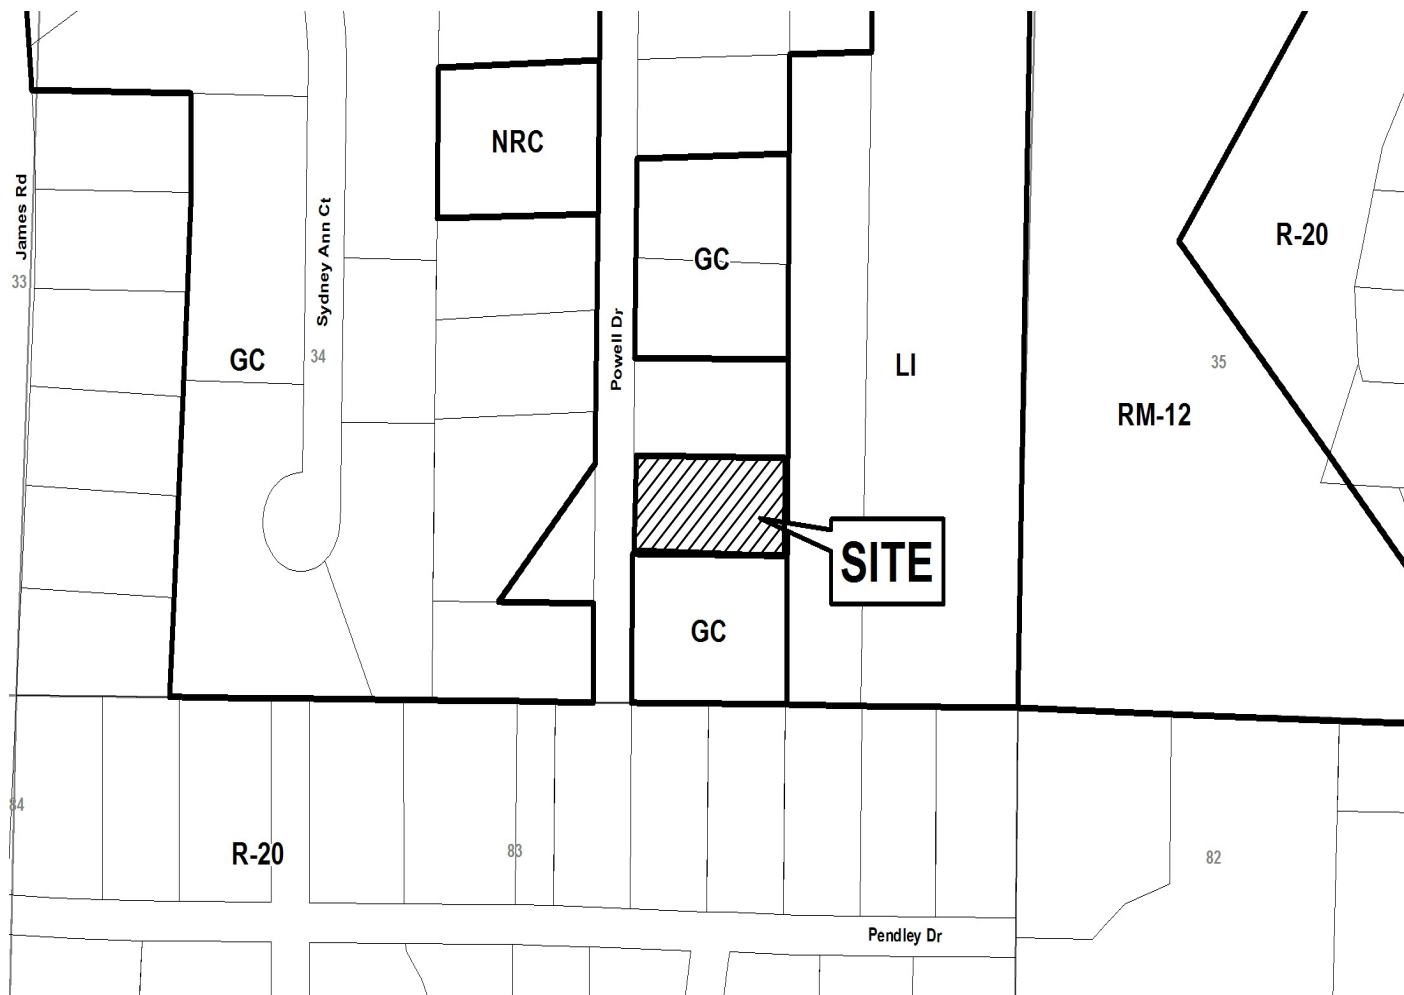 NRC
James Rd
Sydney Ann Ct
R-20
GC
33
Powell Dr
34
GC
35
LI
RM-12
SITE
GC
84
R-20
83
82
Pendley Dr